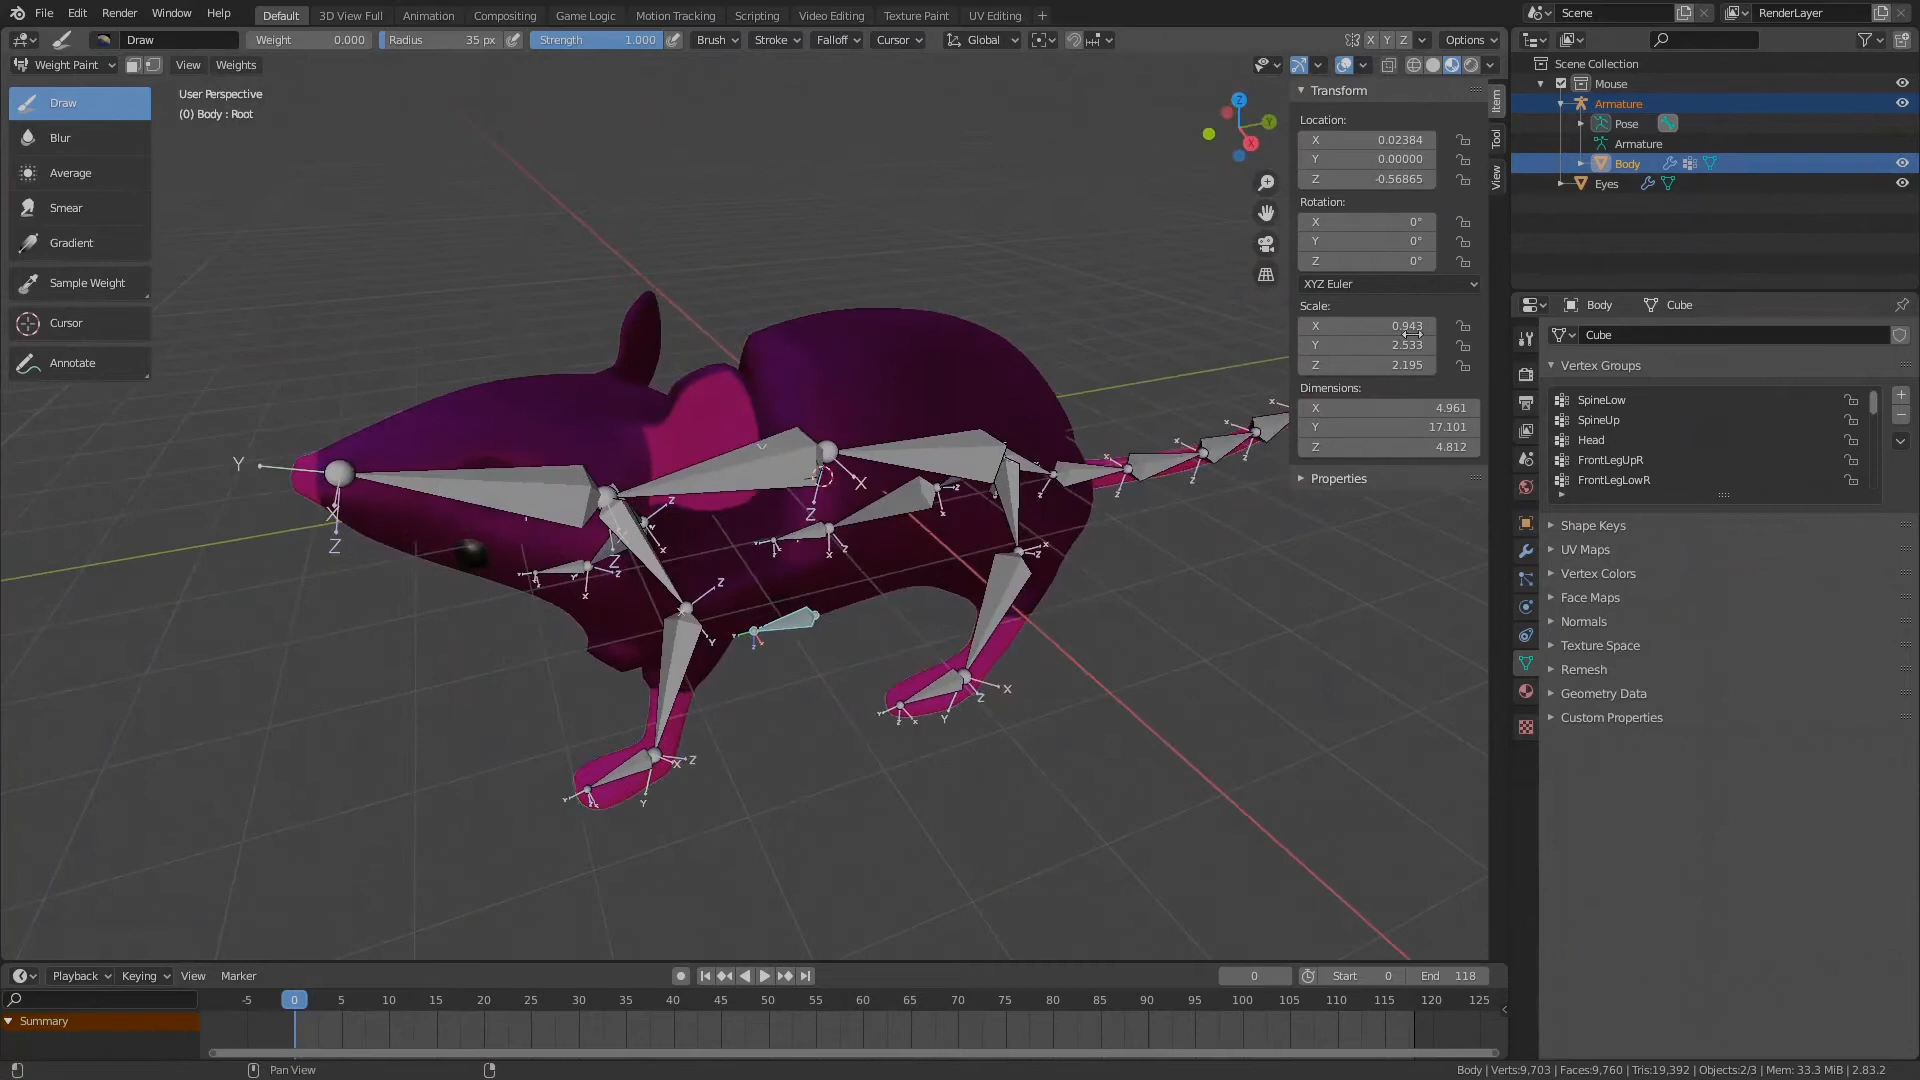 File Edit Render Window Help Default 3D View Full Animation Compositing Game Logic Motion Tracking Scripting Video Editing Texture Paint UV Editing + Scene RenderLayer
Draw Weight 0.000 Radius 35 px Strength 1.000 Brush Stroke Falloff Cursor Global X Y Z Options
Weight Paint View Weights
Draw
Blur
Average
Smear
Gradient
Sample Weight
Cursor
Annotate
User Perspective
(0) Body : Root
Transform
Location:
X 0.02384
Y 0.00000
Z -0.56865
Rotation:
X 0°
Y 0°
Z 0°
XYZ Euler
Scale:
X 0.943
Y 2.533
Z 2.195
Dimensions:
X 4.961
Y 17.101
Z 4.812
Properties
Item
Tool
View
Scene Collection
Mouse
Armature
Pose
Armature
Body
Eyes
Body Cube
Cube
Vertex Groups
SpineLow
SpineUp
Head
FrontLegUpR
FrontLegLowR
Shape Keys
UV Maps
Vertex Colors
Face Maps
Normals
Texture Space
Remesh
Geometry Data
Custom Properties
Playback Keying View Marker 0 Start 0 End 118
-5 0 5 10 15 20 25 30 35 40 45 50 55 60 65 70 75 80 85 90 95 100 105 110 115 120 125
Summary
Pan View
Body | Verts:9,703 | Faces:9,760 | Tris:19,392 | Objects:2/3 | Mem: 33.3 MiB | 2.83.2